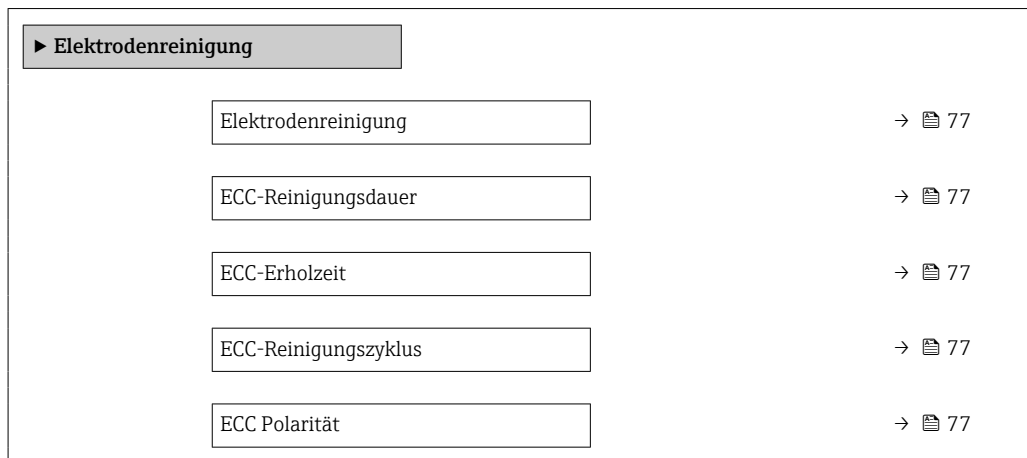 ▶ Elektrodenreinigung
Elektrodenreinigung → 77
ECC-Reinigungsdauer → 77
ECC-Erholzeit → 77
ECC-Reinigungszyklus → 77
ECC Polarität → 77